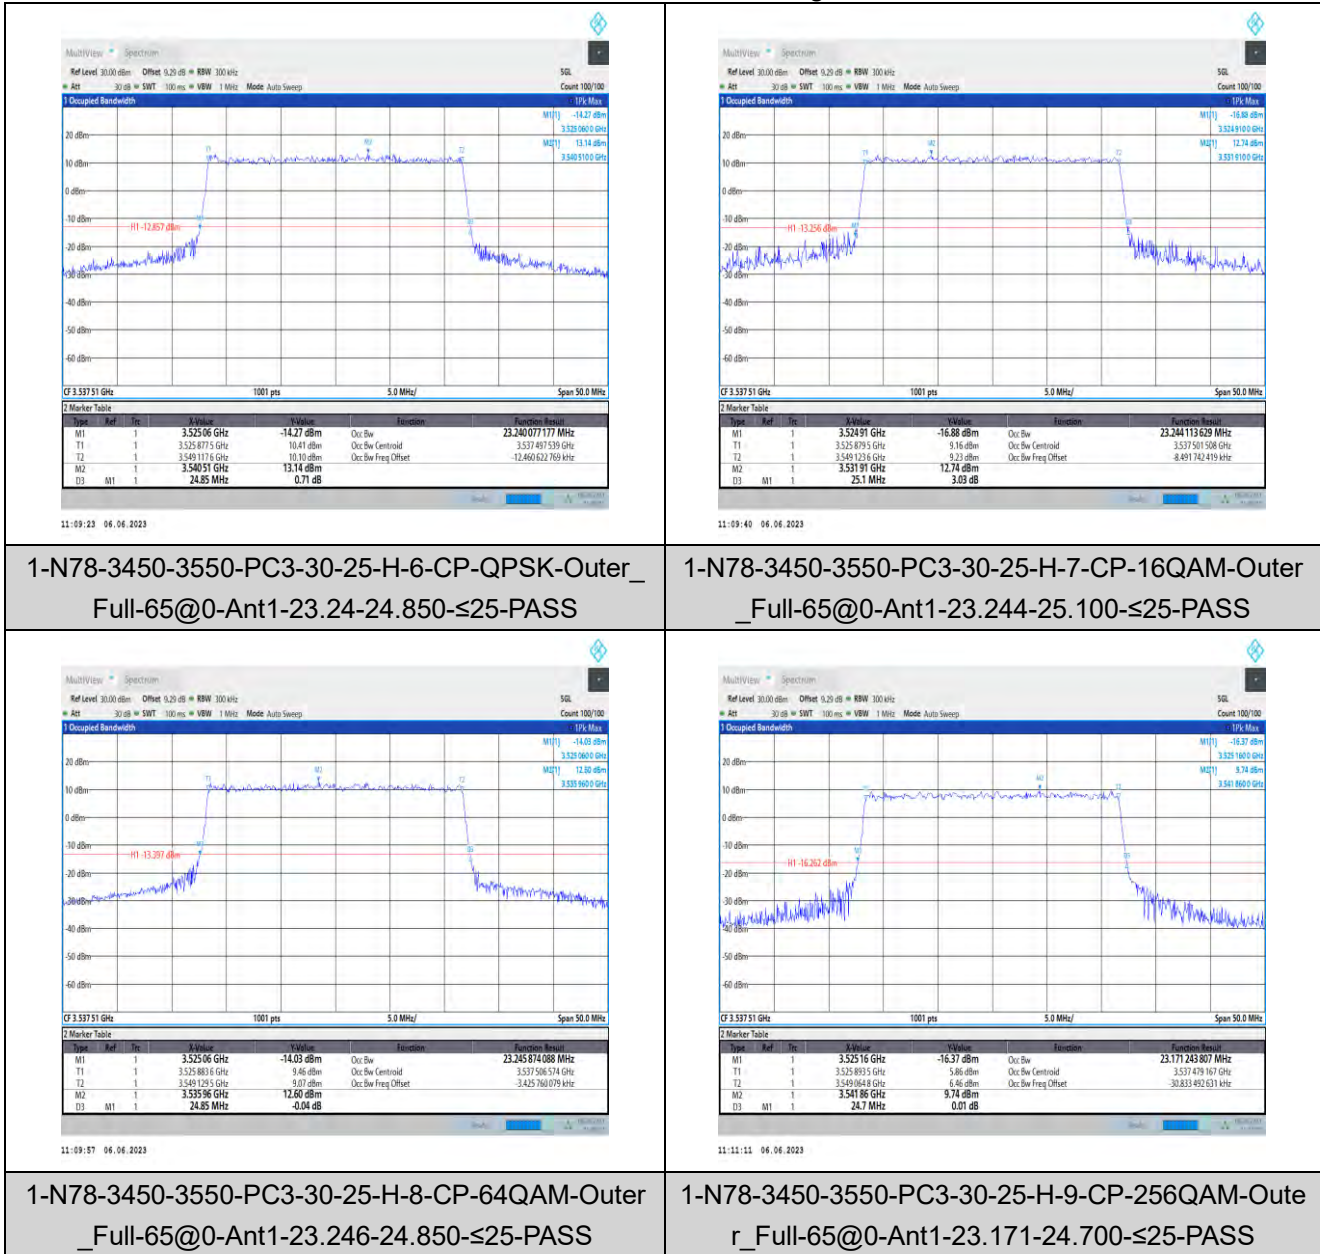 MultiView Spectrum
Ref Level 30.00 dBm Offset 9.29 dB RBW 300 kHz SGL
Att 30 dB SWT 100 ms VBW 1 MHz Mode Auto Sweep Count 100/100
1 Occupied Bandwidth 1Pk Max
M1[1] -14.27 dBm
3.525 060 0 GHz
M2[1] 13.14 dBm
3.540 510 0 GHz
20 dBm
10 dBm
0 dBm
-10 dBm
H1 -12.857 dBm
-20 dBm
-30 dBm
-40 dBm
-50 dBm
-60 dBm
T1
M2
T2
CF 3.537 51 GHz 1001 pts 5.0 MHz/ Span 50.0 MHz
2 Marker Table
Type Ref Trc X-Value Y-Value Function Function Result
M1 1 3.525 06 GHz -14.27 dBm Occ Bw 23.240 077 177 MHz
T1 1 3.525 877 5 GHz 10.41 dBm Occ Bw Centroid 3.537 497 539 GHz
T2 1 3.549 117 6 GHz 10.10 dBm Occ Bw Freq Offset -12.460 622 769 kHz
M2 1 3.540 51 GHz 13.14 dBm
D3 M1 1 24.85 MHz 0.71 dB
11:09:23 06.06.2023
1-N78-3450-3550-PC3-30-25-H-6-CP-QPSK-Outer_
Full-65@0-Ant1-23.24-24.850-≤25-PASS
MultiView Spectrum
Ref Level 30.00 dBm Offset 9.29 dB RBW 300 kHz SGL
Att 30 dB SWT 100 ms VBW 1 MHz Mode Auto Sweep Count 100/100
1 Occupied Bandwidth 1Pk Max
M1[1] -16.88 dBm
3.524 910 0 GHz
M2[1] 12.74 dBm
3.531 910 0 GHz
20 dBm
10 dBm
0 dBm
-10 dBm
H1 -13.256 dBm
-20 dBm
-30 dBm
-40 dBm
-50 dBm
-60 dBm
T1
M2
T2
CF 3.537 51 GHz 1001 pts 5.0 MHz/ Span 50.0 MHz
2 Marker Table
Type Ref Trc X-Value Y-Value Function Function Result
M1 1 3.524 91 GHz -16.88 dBm Occ Bw 23.244 113 629 MHz
T1 1 3.525 879 5 GHz 9.16 dBm Occ Bw Centroid 3.537 501 508 GHz
T2 1 3.549 123 6 GHz 9.23 dBm Occ Bw Freq Offset -8.491 742 419 kHz
M2 1 3.531 91 GHz 12.74 dBm
D3 M1 1 25.1 MHz 3.03 dB
11:09:40 06.06.2023
1-N78-3450-3550-PC3-30-25-H-7-CP-16QAM-Outer
_Full-65@0-Ant1-23.244-25.100-≤25-PASS
MultiView Spectrum
Ref Level 30.00 dBm Offset 9.29 dB RBW 300 kHz SGL
Att 30 dB SWT 100 ms VBW 1 MHz Mode Auto Sweep Count 100/100
1 Occupied Bandwidth 1Pk Max
M1[1] -14.03 dBm
3.525 060 0 GHz
M2[1] 12.60 dBm
3.535 960 0 GHz
20 dBm
10 dBm
0 dBm
-10 dBm
H1 -13.397 dBm
-20 dBm
-30 dBm
-40 dBm
-50 dBm
-60 dBm
T1
M2
T2
CF 3.537 51 GHz 1001 pts 5.0 MHz/ Span 50.0 MHz
2 Marker Table
Type Ref Trc X-Value Y-Value Function Function Result
M1 1 3.525 06 GHz -14.03 dBm Occ Bw 23.245 874 088 MHz
T1 1 3.525 883 6 GHz 9.46 dBm Occ Bw Centroid 3.537 506 574 GHz
T2 1 3.549 129 5 GHz 9.07 dBm Occ Bw Freq Offset -3.425 760 079 kHz
M2 1 3.535 96 GHz 12.60 dBm
D3 M1 1 24.85 MHz -0.04 dB
11:09:57 06.06.2023
1-N78-3450-3550-PC3-30-25-H-8-CP-64QAM-Outer
_Full-65@0-Ant1-23.246-24.850-≤25-PASS
MultiView Spectrum
Ref Level 30.00 dBm Offset 9.29 dB RBW 300 kHz SGL
Att 30 dB SWT 100 ms VBW 1 MHz Mode Auto Sweep Count 100/100
1 Occupied Bandwidth 1Pk Max
M1[1] -16.37 dBm
3.525 160 0 GHz
M2[1] 9.74 dBm
3.541 860 0 GHz
20 dBm
10 dBm
0 dBm
-10 dBm
H1 -16.262 dBm
-20 dBm
-30 dBm
-40 dBm
-50 dBm
-60 dBm
M2
CF 3.537 51 GHz 1001 pts 5.0 MHz/ Span 50.0 MHz
2 Marker Table
Type Ref Trc X-Value Y-Value Function Function Result
M1 1 3.525 16 GHz -16.37 dBm Occ Bw 23.171 243 807 MHz
T1 1 3.525 893 5 GHz 5.86 dBm Occ Bw Centroid 3.537 479 167 GHz
T2 1 3.549 064 8 GHz 6.46 dBm Occ Bw Freq Offset -30.833 492 631 kHz
M2 1 3.541 86 GHz 9.74 dBm
D3 M1 1 24.7 MHz 0.01 dB
11:11:11 06.06.2023
1-N78-3450-3550-PC3-30-25-H-9-CP-256QAM-Oute
r_Full-65@0-Ant1-23.171-24.700-≤25-PASS